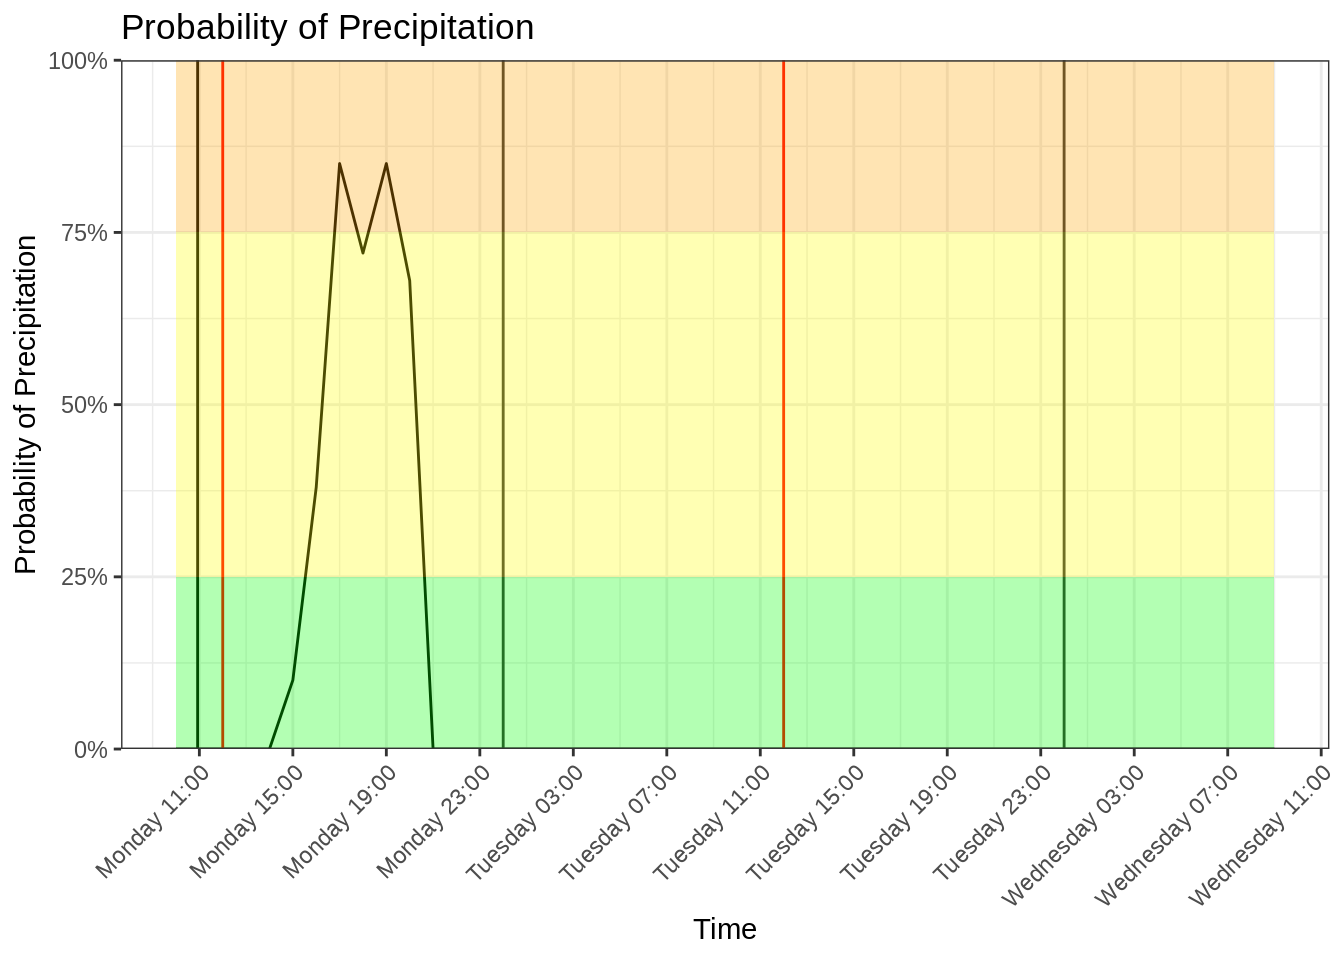 Probability of Precipitation
Probability of Precipitation
100%
75%
50%
25%
0%
Monday 11:00
Monday 15:00
Monday 19:00
Monday 23:00
Tuesday 03:00
Tuesday 07:00
Tuesday 11:00
Tuesday 15:00
Tuesday 19:00
Tuesday 23:00
Wednesday 03:00
Wednesday 07:00
Wednesday 11:00
Time